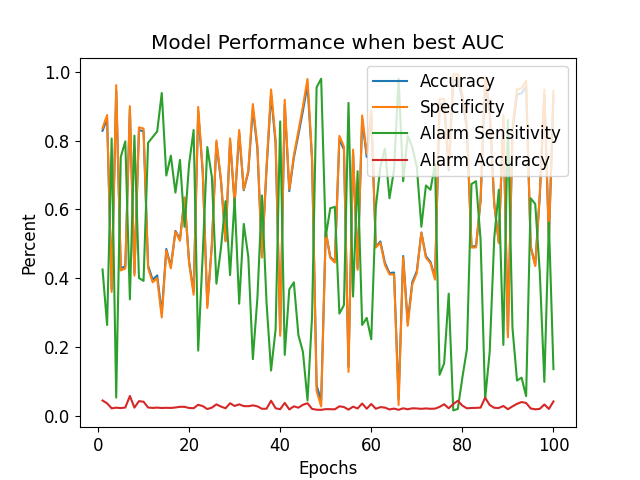 Model Performance when best AUC
Accuracy
Specificity
Alarm Sensitivity
Alarm Accuracy
Percent
1.0
0.8
0.6
0.4
0.2
0.0
0 20 40 60 80 100
Epochs